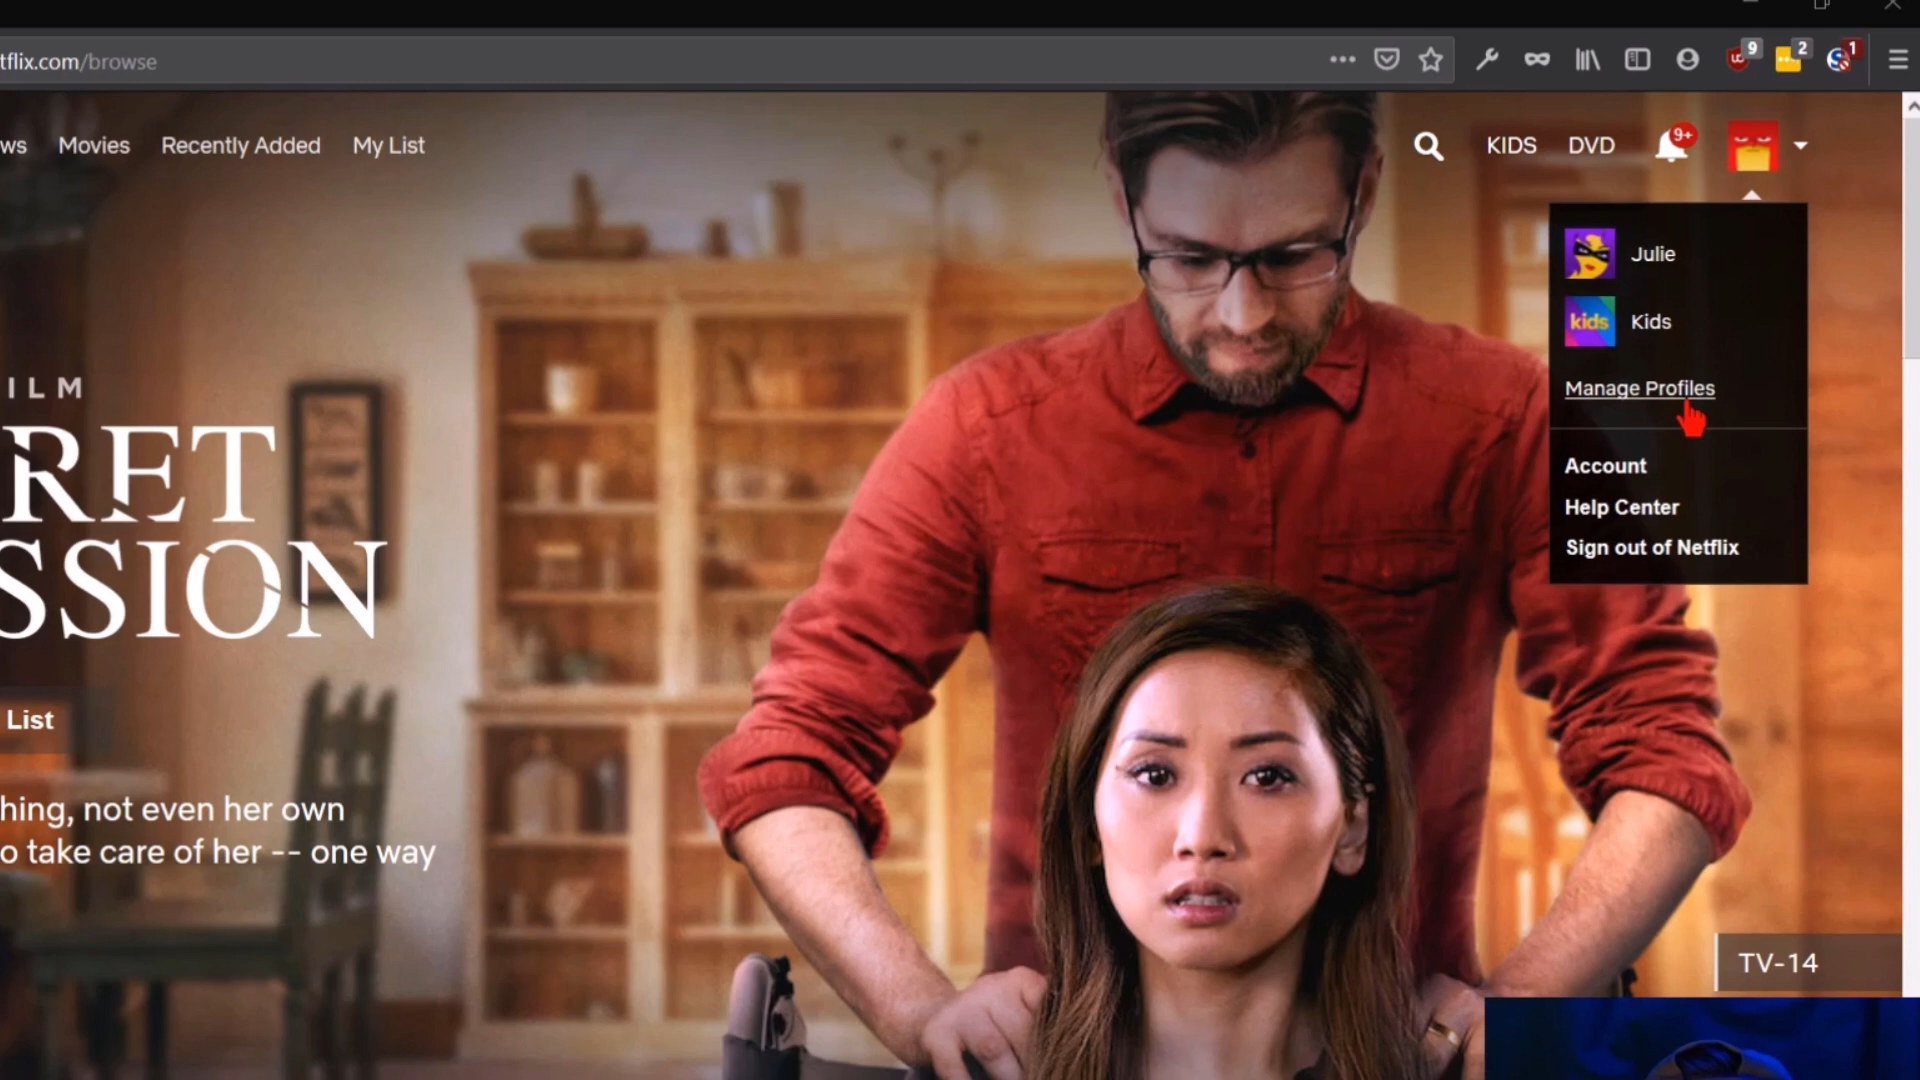 tflix.com/browse
9
2
1
ws
Movies
Recently Added
My List
KIDS
DVD
9+
Julie
kids
Kids
Manage Profiles
Account
Help Center
Sign out of Netflix
ILM
RET
SSION
List
hing, not even her own
o take care of her -- one way
TV-14